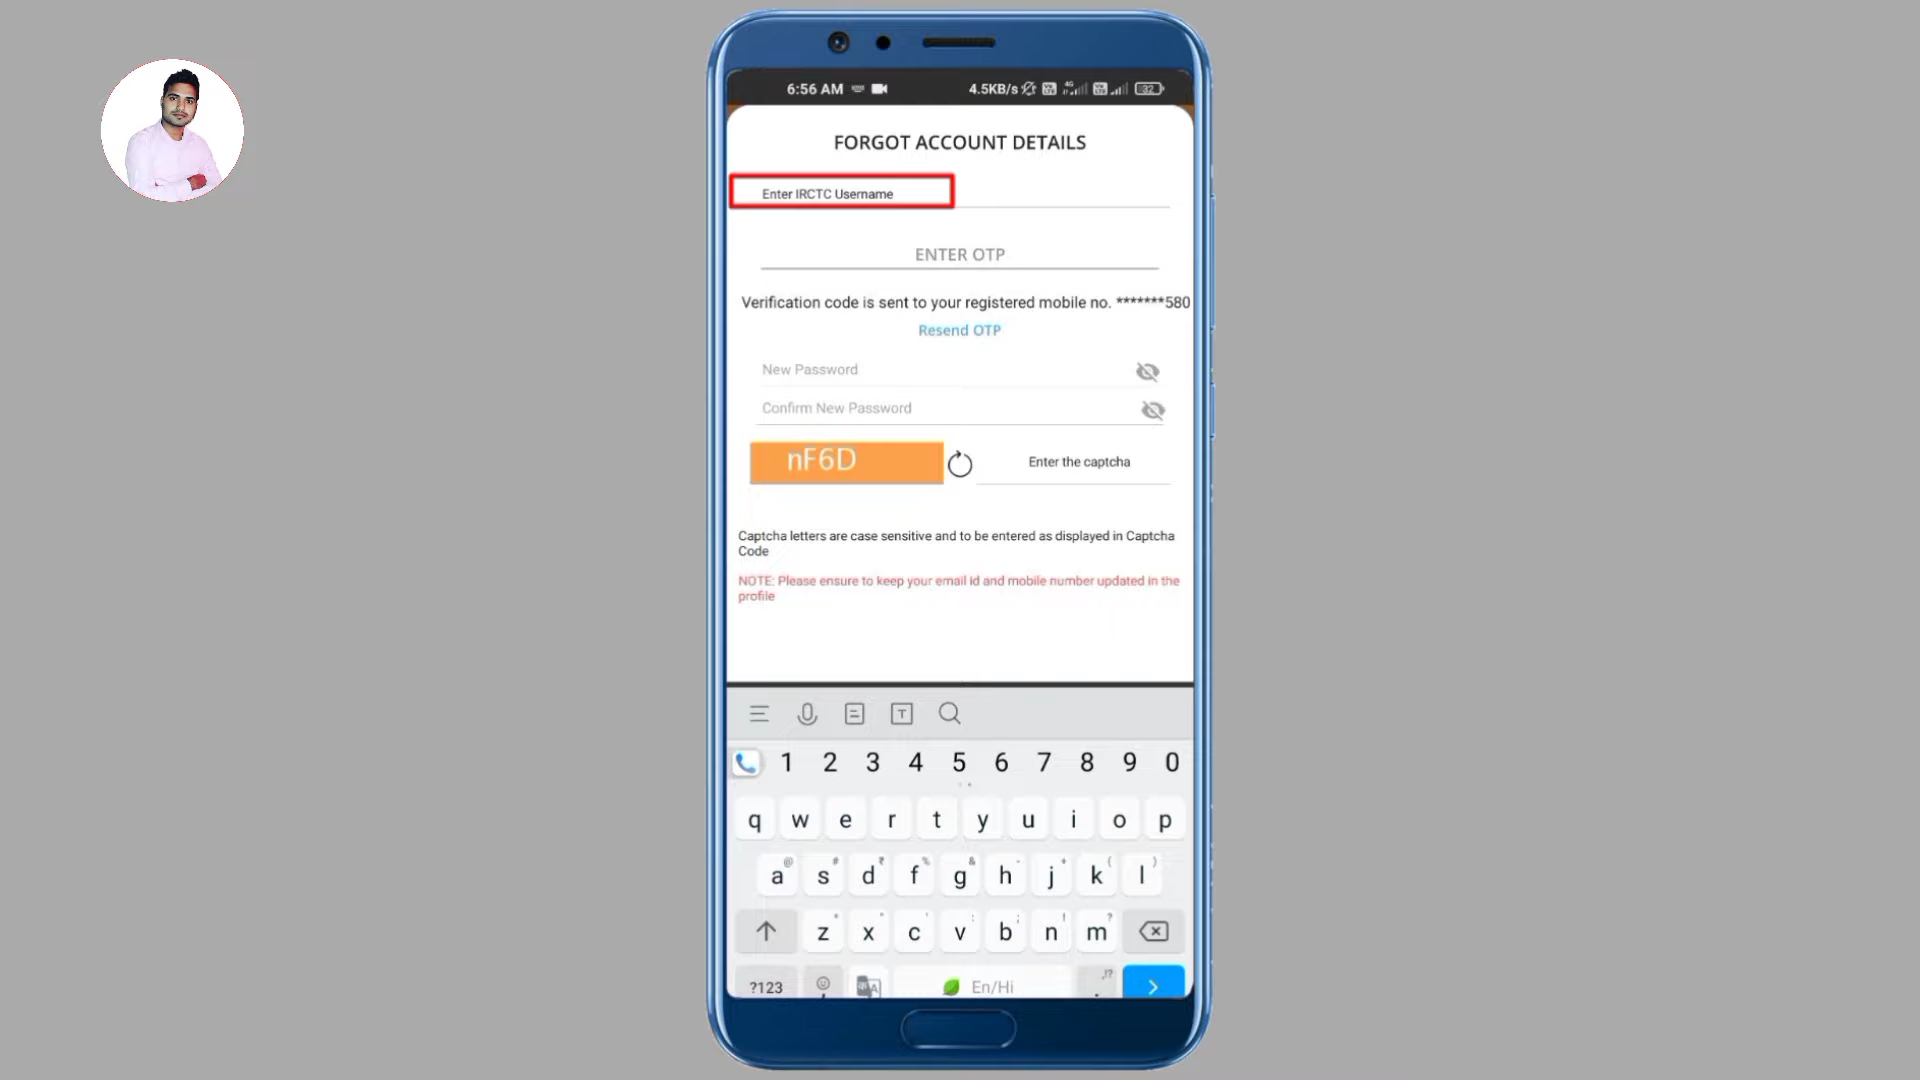 6:56 AM 4.5KB/s 4G 32
FORGOT ACCOUNT DETAILS
Enter IRCTC Username
ENTER OTP
Verification code is sent to your registered mobile no. *******580
Resend OTP
New Password
Confirm New Password
nF6D
Enter the captcha
Captcha letters are case sensitive and to be entered as displayed in Captcha
Code
NOTE: Please ensure to keep your email id and mobile number updated in the
profile
T
1 2 3 4 5 6 7 8 9 0
q w e r t y u i o p
@ # ₹ % & - + ( )
a s d f g h j k l
z x c v b n m
?123 , En/Hi .